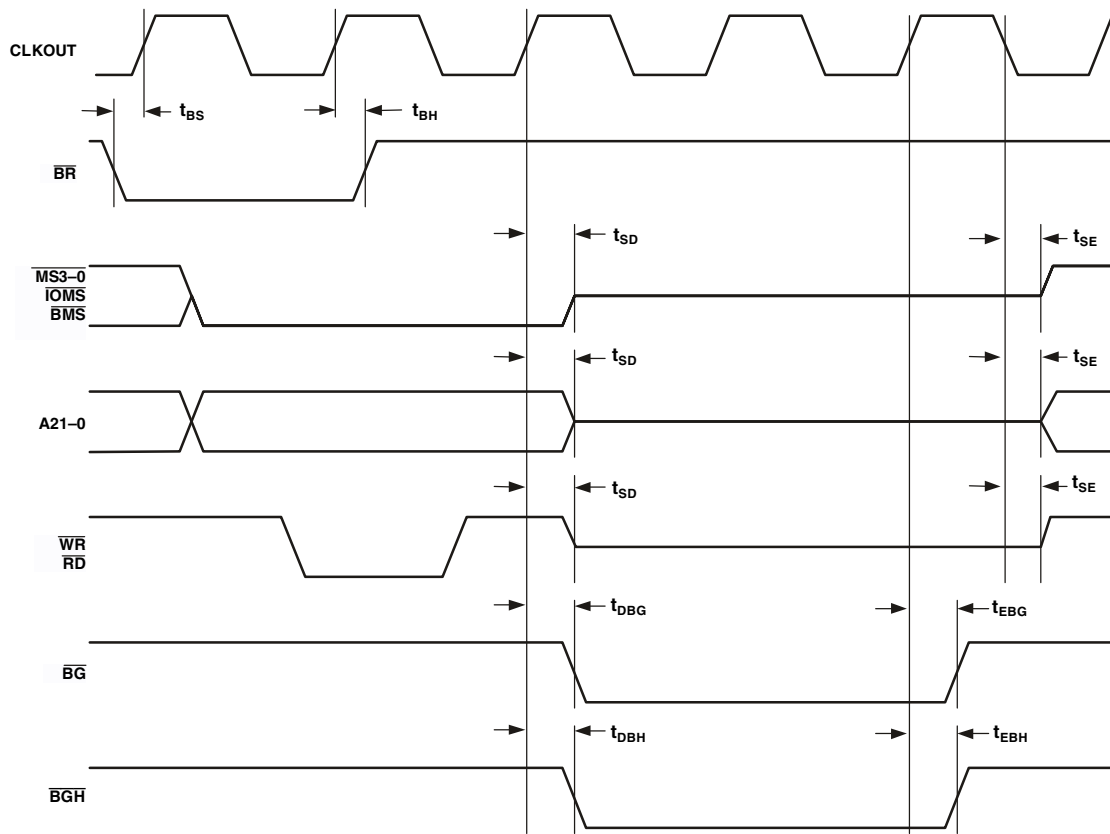 CLKOUT
tBS
tBH
BR
tSD
tSE
MS3–0
IOMS
BMS
tSD
tSE
A21–0
tSD
tSE
WR
RD
tDBG
tEBG
BG
tDBH
tEBH
BGH